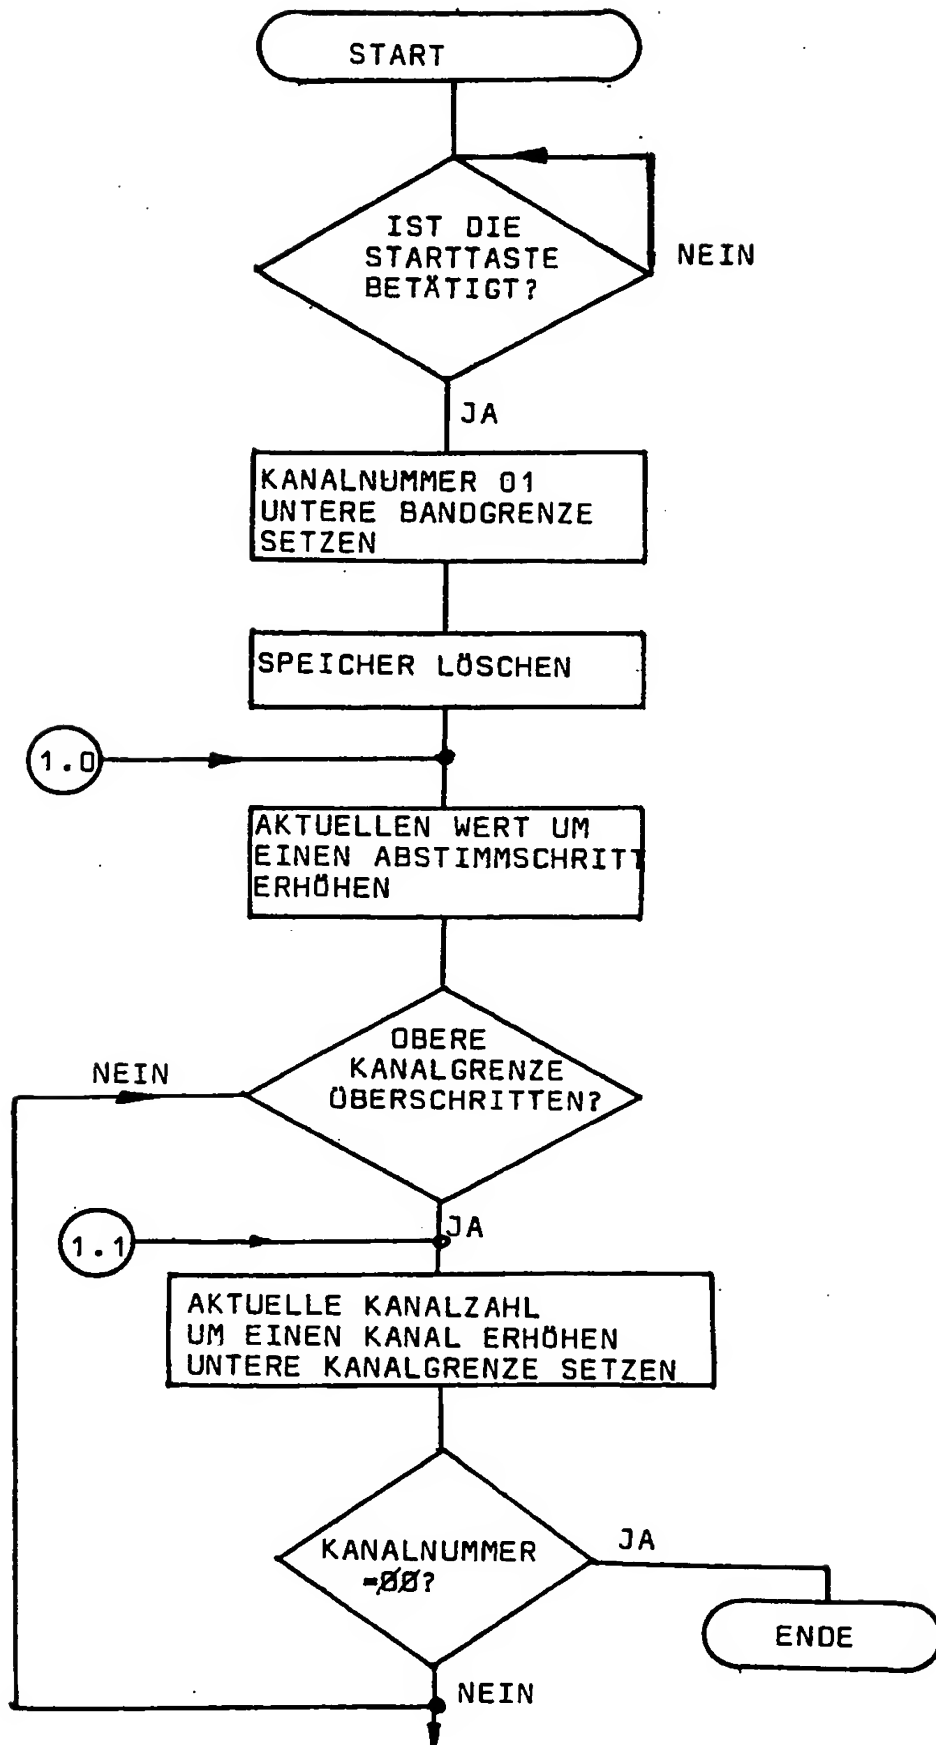 START
IST DIE
STARTTASTE
BETÄTIGT?
NEIN
JA
KANALNUMMER 01
UNTERE BANDGRENZE
SETZEN
SPEICHER LÖSCHEN
1.0
AKTUELLEN WERT UM
EINEN ABSTIMMSCHRITT
ERHÖHEN
OBERE
KANALGRENZE
ÜBERSCHRITTEN?
NEIN
JA
1.1
AKTUELLE KANALZAHL
UM EINEN KANAL ERHÖHEN
UNTERE KANALGRENZE SETZEN
KANALNUMMER
=ØØ?
JA
ENDE
NEIN